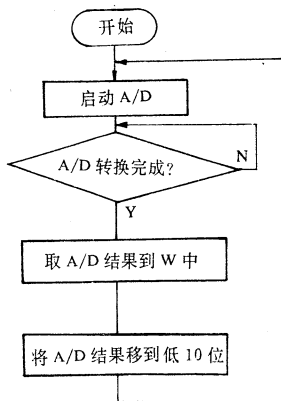 开始
启动 A/D
A/D 转换完成?
N
Y
取 A/D 结果到 W 中
将 A/D 结果移到低 10 位